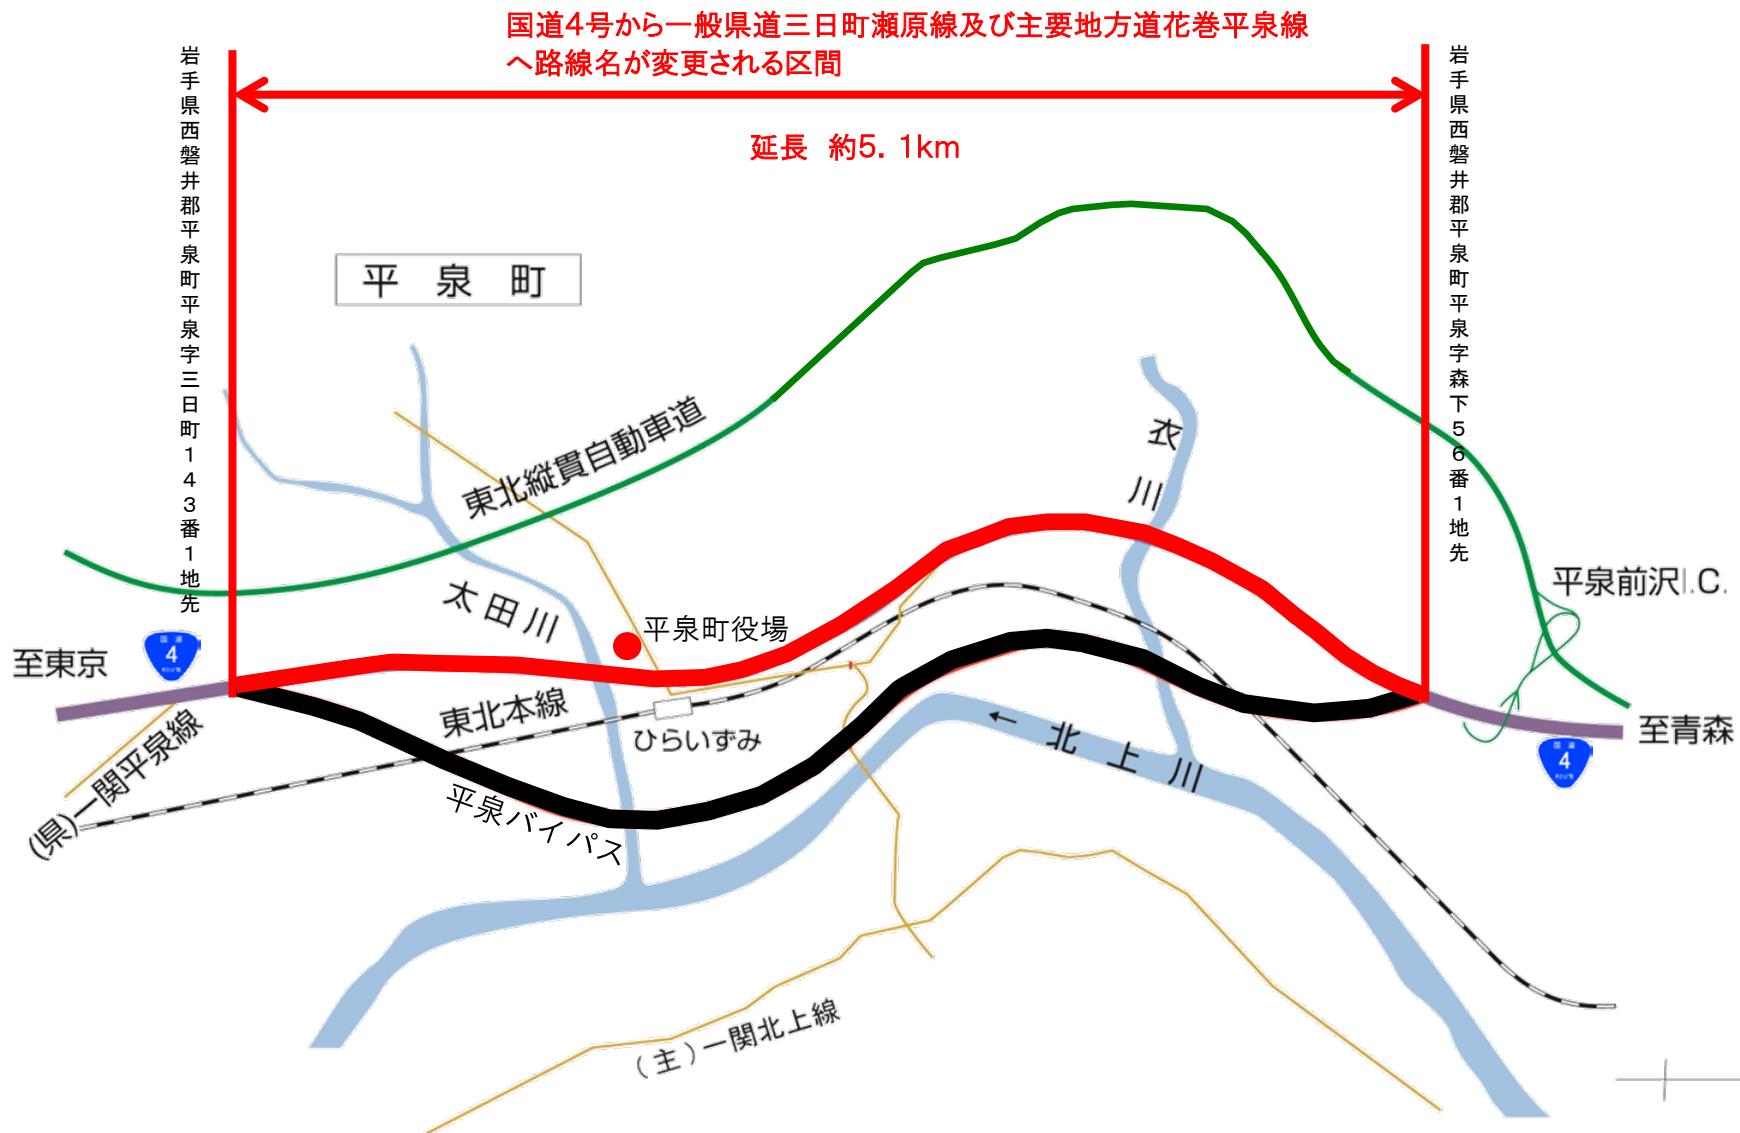 国道4号から一般県道三日町瀬原線及び主要地方道花巻平泉線
へ路線名が変更される区間
延長　約5．1km
岩手県西磐井郡平泉町平泉字三日町１４３番１地先
岩手県西磐井郡平泉町平泉字森下５６番１地先
平　泉　町
東北縦貫自動車道
衣川
太田川
平泉町役場
平泉前沢I.C.
国道
4
ROUTE
至東京
東北本線
ひらいずみ
(県)一関平泉線
平泉バイパス
←北上川
至青森
国道
4
ROUTE
（主）一関北上線